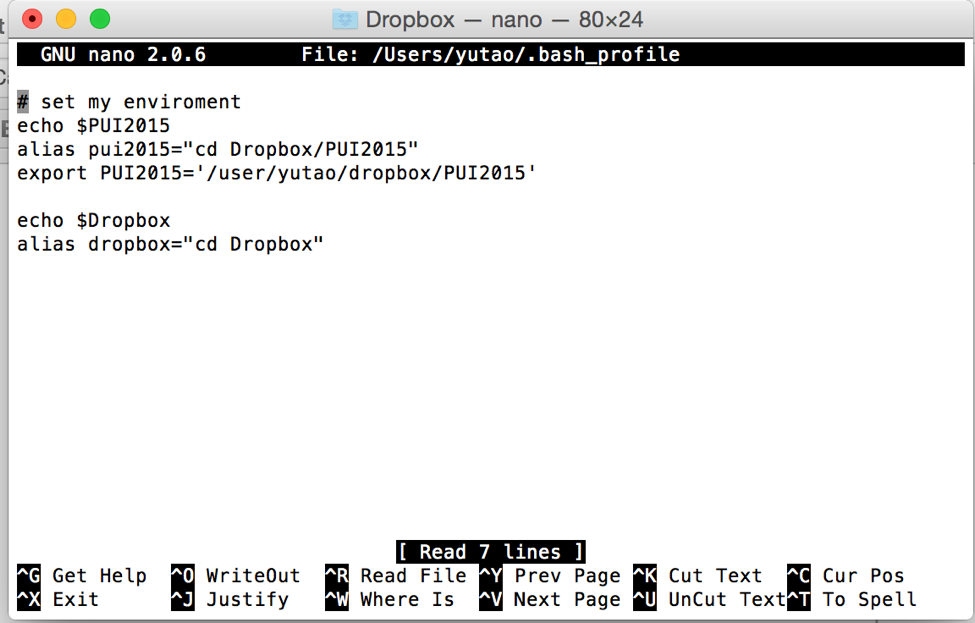 Dropbox — nano — 80×24
GNU nano 2.0.6 File: /Users/yutao/.bash_profile
# set my enviroment
echo $PUI2015
alias pui2015="cd Dropbox/PUI2015"
export PUI2015='/user/yutao/dropbox/PUI2015'
echo $Dropbox
alias dropbox="cd Dropbox"
[ Read 7 lines ]
^G Get Help ^O WriteOut ^R Read File ^Y Prev Page ^K Cut Text ^C Cur Pos
^X Exit ^J Justify ^W Where Is ^V Next Page ^U UnCut Text ^T To Spell